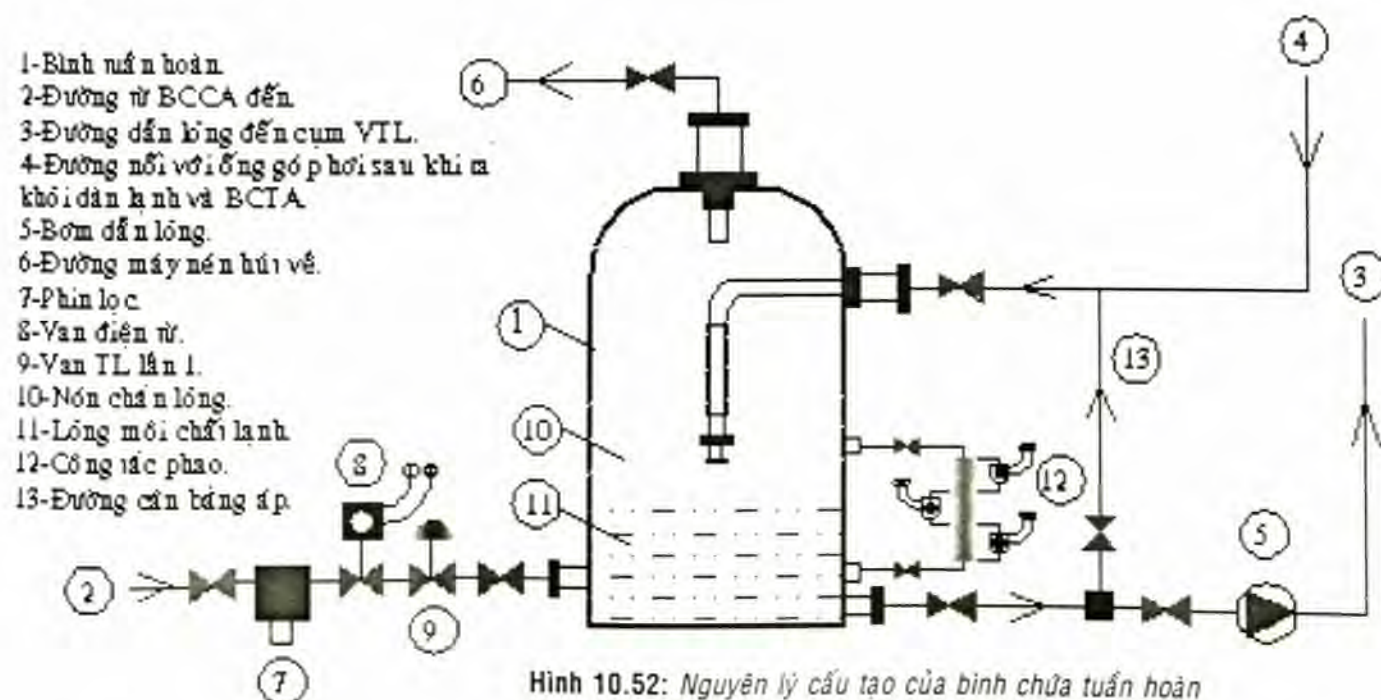 1-Bình tuần hoàn.
2-Đường từ BCCA đến.
3-Đường dẫn lỏng đến cụm VTL.
4-Đường nối với ống góp hơi sau khi ra
khỏi dàn lạnh và BCTA.
5-Bơm dẫn lỏng.
6-Đường máy nén hút về.
7-Phin lọc.
8-Van điện từ.
9-Van TL lần 1.
10-Nón chắn lỏng.
11-Lỏng môi chất lạnh.
12-Công tác phao.
13-Đường cân bằng áp.
4
6
3
1
13
10
8
12
11
5
2
9
7
Hình 10.52: Nguyên lý cấu tạo của bình chứa tuần hoàn